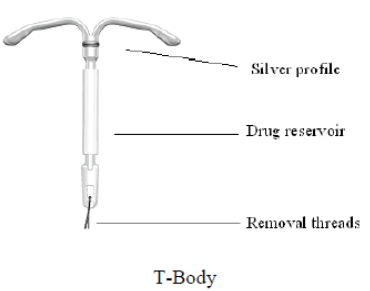 Silver profile
Drug reservoir
Removal threads
T-Body